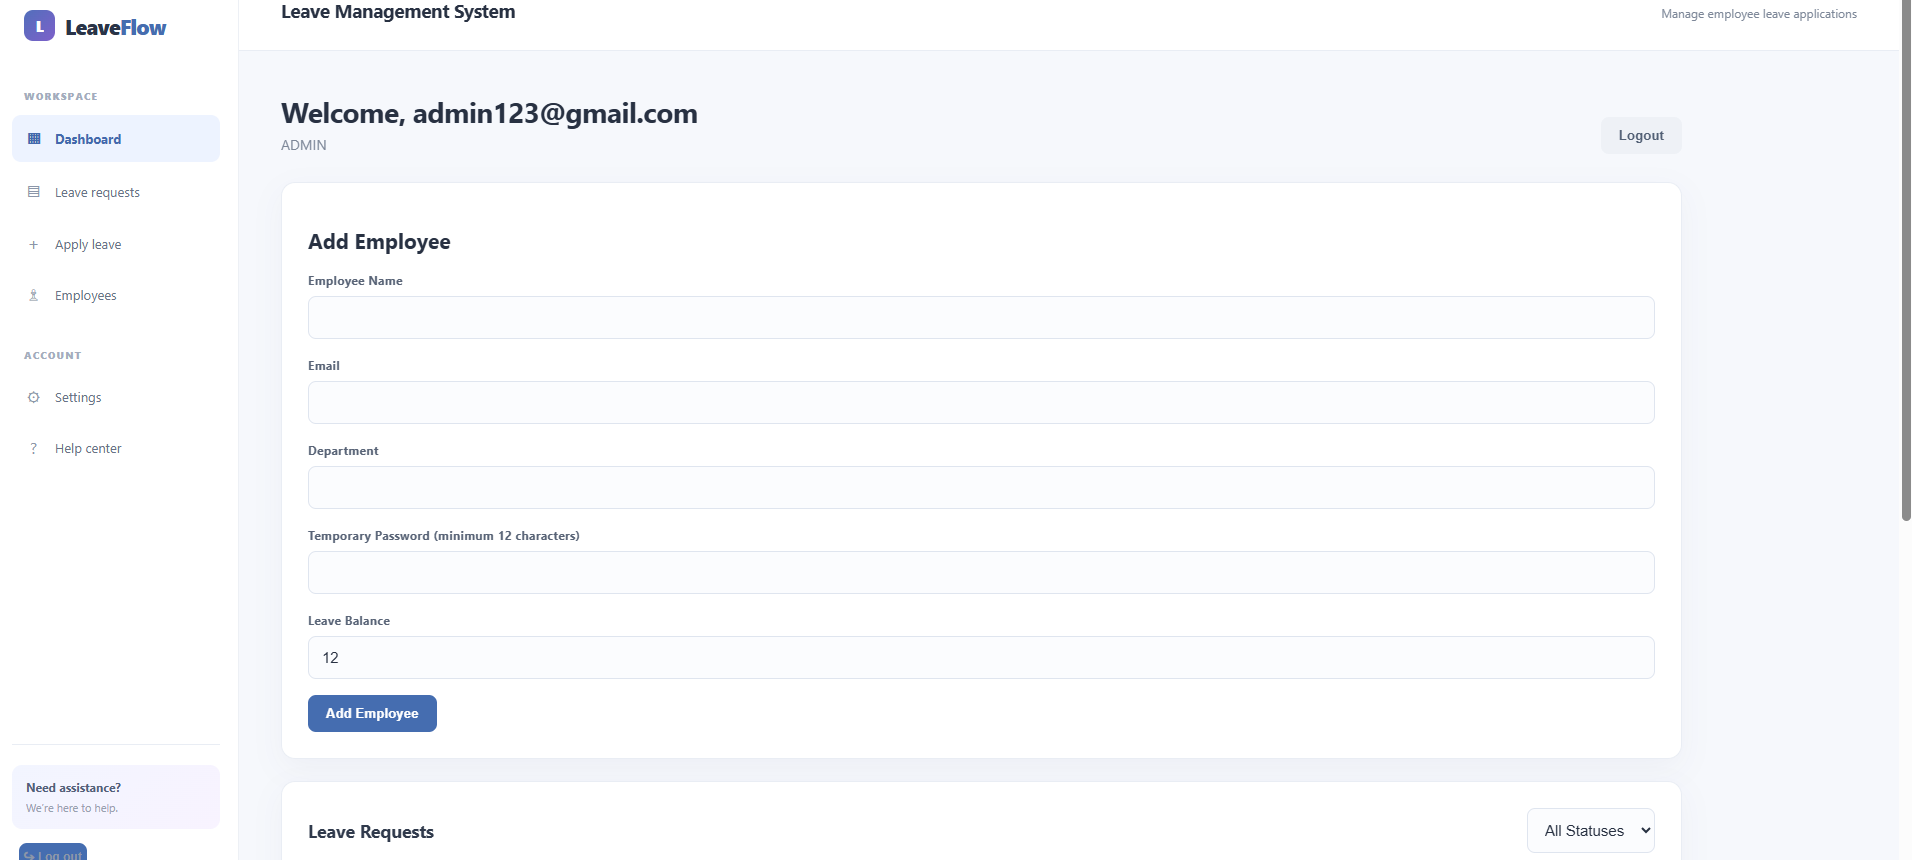 L LeaveFlow
WORKSPACE
Dashboard
Leave requests
+ Apply leave
Employees
ACCOUNT
Settings
? Help center
Need assistance?
We're here to help.
Log out
Leave Management System
Manage employee leave applications
Welcome, admin123@gmail.com
ADMIN
Logout
Add Employee
Employee Name
Email
Department
Temporary Password (minimum 12 characters)
Leave Balance
12
Add Employee
Leave Requests
All Statuses